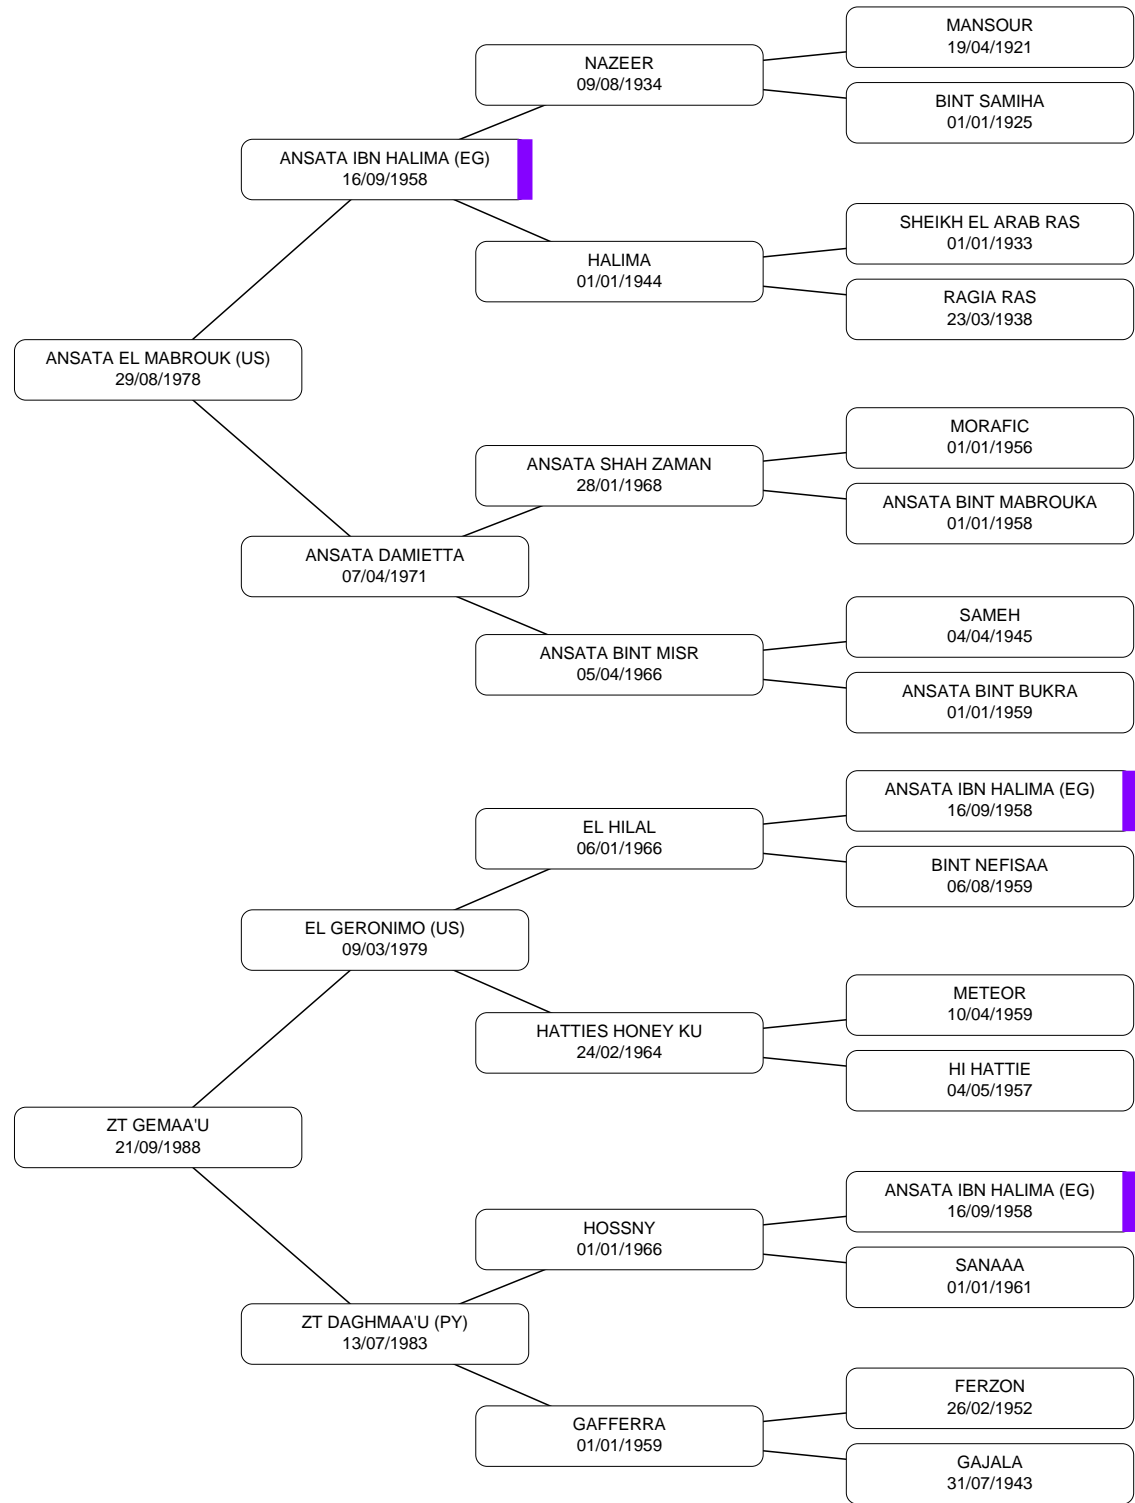 MANSOUR
19/04/1921
NAZEER
09/08/1934
BINT SAMIHA
01/01/1925
ANSATA IBN HALIMA (EG)
16/09/1958
SHEIKH EL ARAB RAS
01/01/1933
HALIMA
01/01/1944
RAGIA RAS
23/03/1938
ANSATA EL MABROUK (US)
29/08/1978
MORAFIC
01/01/1956
ANSATA SHAH ZAMAN
28/01/1968
ANSATA BINT MABROUKA
01/01/1958
ANSATA DAMIETTA
07/04/1971
SAMEH
04/04/1945
ANSATA BINT MISR
05/04/1966
ANSATA BINT BUKRA
01/01/1959
ANSATA IBN HALIMA (EG)
16/09/1958
EL HILAL
06/01/1966
BINT NEFISAA
06/08/1959
EL GERONIMO (US)
09/03/1979
METEOR
10/04/1959
HATTIES HONEY KU
24/02/1964
HI HATTIE
04/05/1957
ZT GEMAA'U
21/09/1988
ANSATA IBN HALIMA (EG)
16/09/1958
HOSSNY
01/01/1966
SANAAA
01/01/1961
ZT DAGHMAA'U (PY)
13/07/1983
FERZON
26/02/1952
GAFFERRA
01/01/1959
GAJALA
31/07/1943